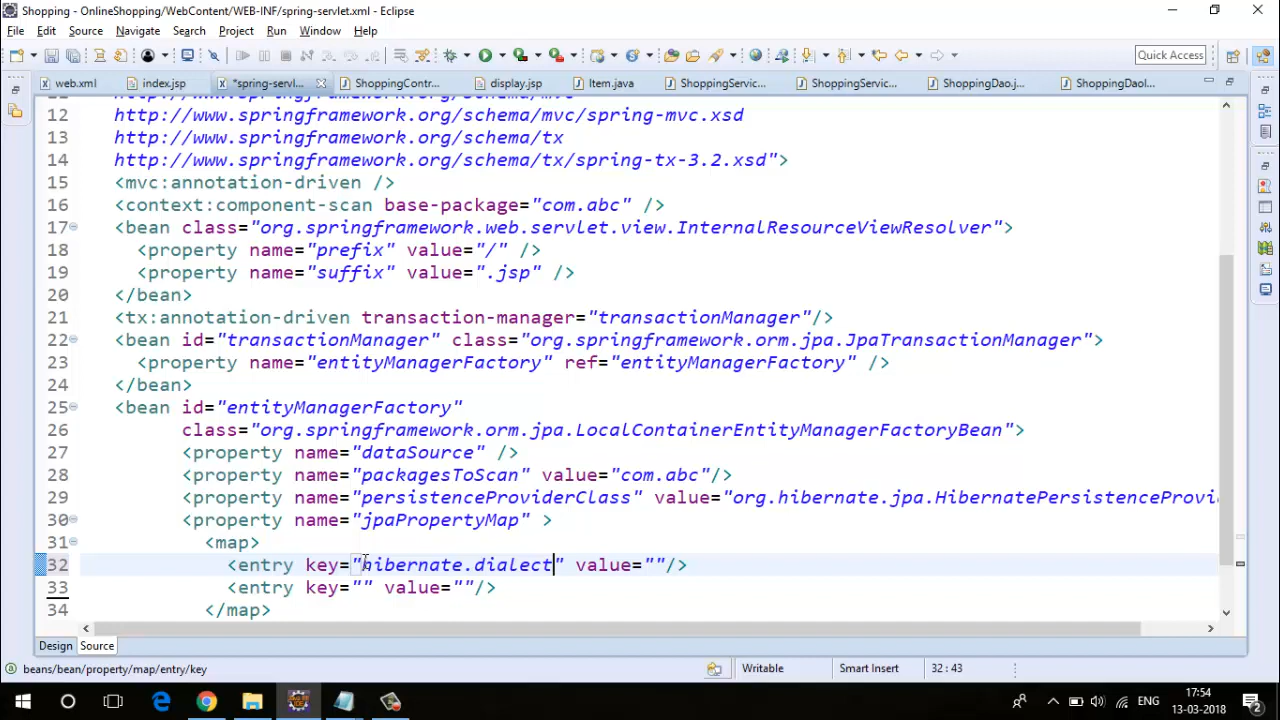 Shopping - OnlineShopping/WebContent/WEB-INF/spring-servlet.xml - Eclipse
File Edit Source Navigate Search Project Run Window Help
Quick Access
web.xml index.jsp *spring-servl... ShoppingContr... display.jsp Item.java ShoppingServic... ShoppingServic... ShoppingDao.j... ShoppingDaoI...
12 http://www.springframework.org/schema/mvc/spring-mvc.xsd
13 http://www.springframework.org/schema/tx
14 http://www.springframework.org/schema/tx/spring-tx-3.2.xsd">
15 <mvc:annotation-driven />
16 <context:component-scan base-package="com.abc" />
17 <bean class="org.springframework.web.servlet.view.InternalResourceViewResolver">
18 <property name="prefix" value="/" />
19 <property name="suffix" value=".jsp" />
20 </bean>
21 <tx:annotation-driven transaction-manager="transactionManager"/>
22 <bean id="transactionManager" class="org.springframework.orm.jpa.JpaTransactionManager">
23 <property name="entityManagerFactory" ref="entityManagerFactory" />
24 </bean>
25 <bean id="entityManagerFactory"
26 class="org.springframework.orm.jpa.LocalContainerEntityManagerFactoryBean">
27 <property name="dataSource" />
28 <property name="packagesToScan" value="com.abc"/>
29 <property name="persistenceProviderClass" value="org.hibernate.jpa.HibernatePersistenceProvi
30 <property name="jpaPropertyMap" >
31 <map>
32 <entry key="hibernate.dialect" value=""/>
33 <entry key="" value=""/>
34 </map>
Design Source
beans/bean/property/map/entry/key Writable Smart Insert 32 : 43
ENG 17:54
13-03-2018
2